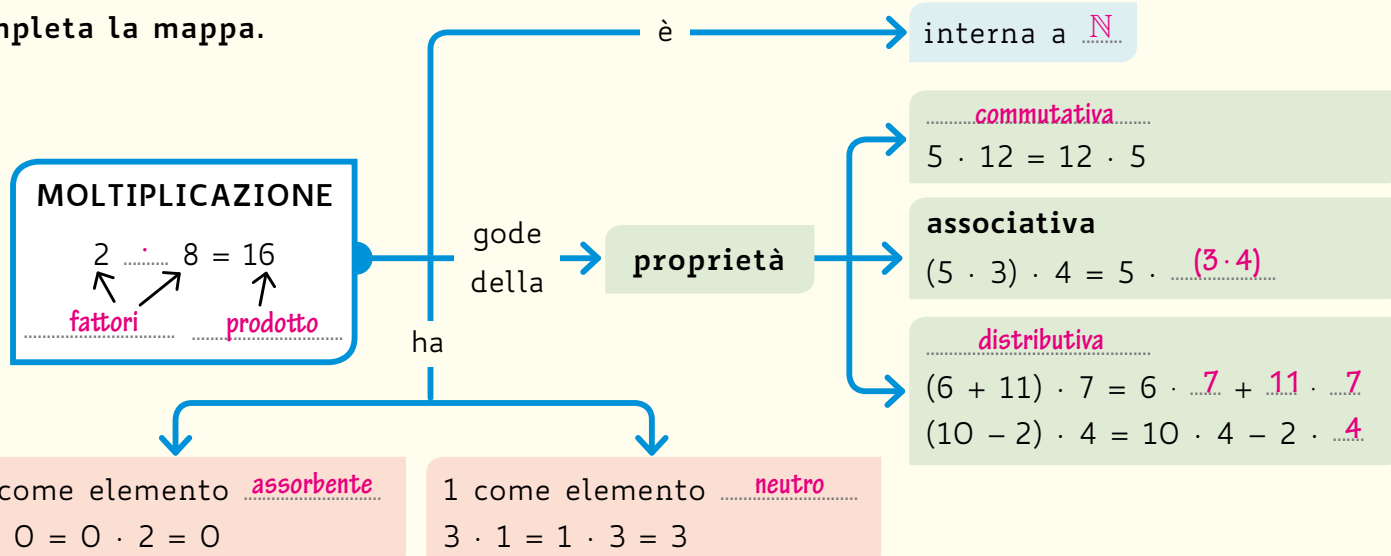 mpleta la mappa.
è
interna a ℕ
commutativa
5 · 12 = 12 · 5
MOLTIPLICAZIONE
2 · 8 = 16
fattori prodotto
gode
della
proprietà
associativa
(5 · 3) · 4 = 5 · (3·4)
ha
distributiva
(6 + 11) · 7 = 6 · 7 + 11 · 7
(10 – 2) · 4 = 10 · 4 – 2 · 4
come elemento assorbente
0 = 0 · 2 = 0
1 come elemento neutro
3 · 1 = 1 · 3 = 3